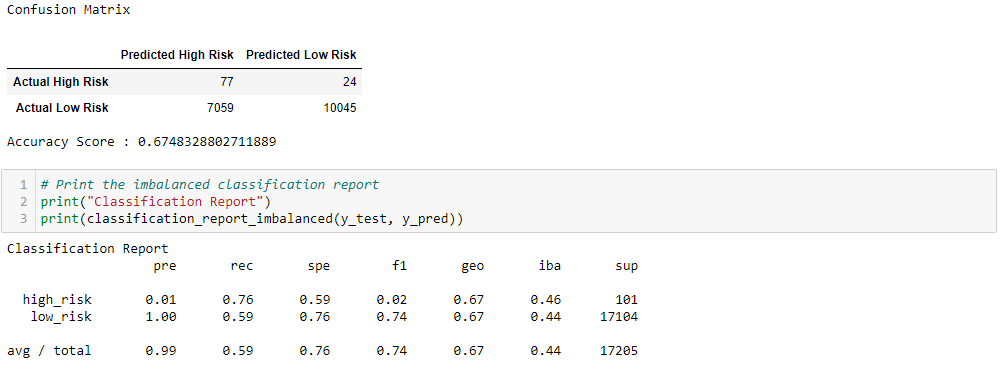 Confusion Matrix
Predicted High Risk Predicted Low Risk
Actual High Risk 77 24
Actual Low Risk 7059 10045
Accuracy Score : 0.6748328802711889
1 # Print the imbalanced classification report
2 print("Classification Report")
3 print(classification_report_imbalanced(y_test, y_pred))
Classification Report
pre rec spe f1 geo iba sup
high_risk 0.01 0.76 0.59 0.02 0.67 0.46 101
low_risk 1.00 0.59 0.76 0.74 0.67 0.44 17104
avg / total 0.99 0.59 0.76 0.74 0.67 0.44 17205